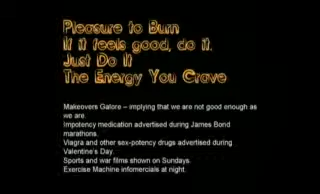 Pleasure to Burn
If it feels good, do it.
Just Do It
The Energy You Crave
Makeovers Galore – implying that we are not good enough as
we are.
Impotency medication advertised during James Bond
marathons.
Viagra and other sex-potency drugs advertised during
Valentine's Day.
Sports and war films shown on Sundays.
Exercise Machine infomercials at night.